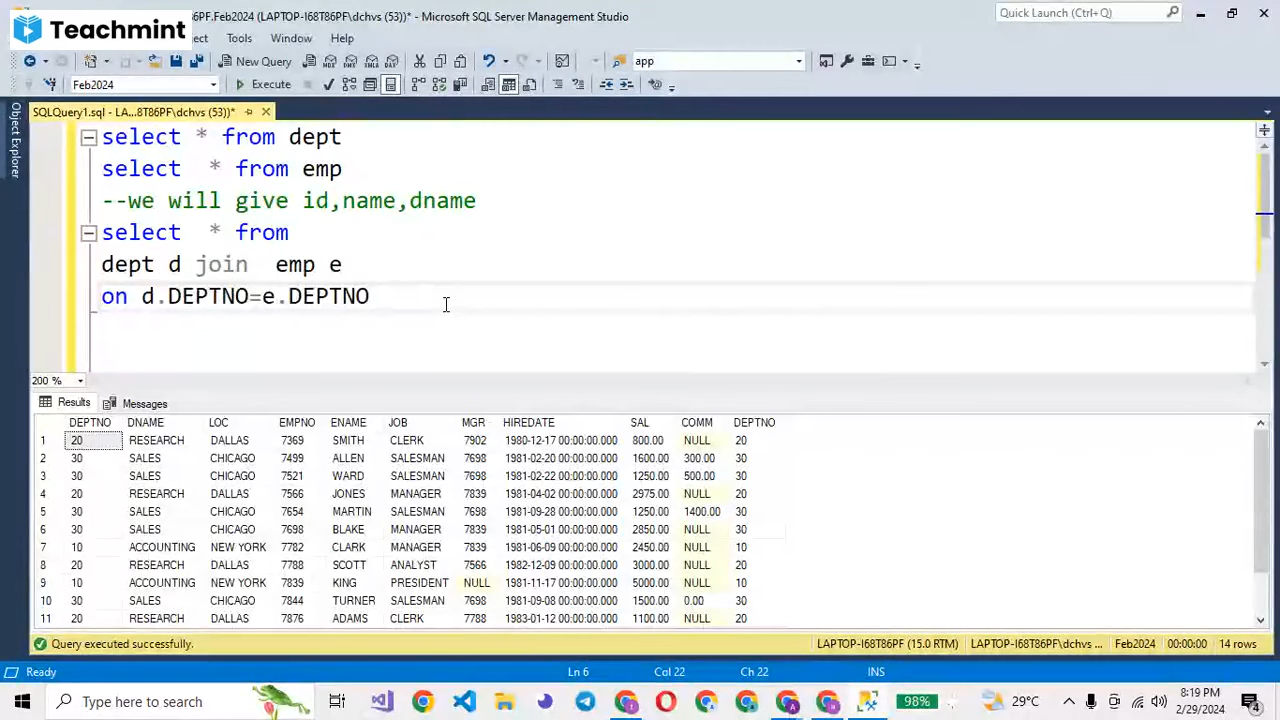 Teachmint
PF.Feb2024 (LAPTOP-I68T86PF\dchvs (53))* - Microsoft SQL Server Management Studio
Quick Launch (Ctrl+Q)
Tools Window Help
New Query
app
Feb2024
Execute
Object Explorer
SQLQuery1.sql - LA...8T86PF\dchvs (53))*
select * from dept
select * from emp
--we will give id,name,dname
select * from
dept d join emp e
on d.DEPTNO=e.DEPTNO
200 %
Results Messages
DEPTNO DNAME LOC EMPNO ENAME JOB MGR HIREDATE SAL COMM DEPTNO
1 20 RESEARCH DALLAS 7369 SMITH CLERK 7902 1980-12-17 00:00:00.000 800.00 NULL 20
2 30 SALES CHICAGO 7499 ALLEN SALESMAN 7698 1981-02-20 00:00:00.000 1600.00 300.00 30
3 30 SALES CHICAGO 7521 WARD SALESMAN 7698 1981-02-22 00:00:00.000 1250.00 500.00 30
4 20 RESEARCH DALLAS 7566 JONES MANAGER 7839 1981-04-02 00:00:00.000 2975.00 NULL 20
5 30 SALES CHICAGO 7654 MARTIN SALESMAN 7698 1981-09-28 00:00:00.000 1250.00 1400.00 30
6 30 SALES CHICAGO 7698 BLAKE MANAGER 7839 1981-05-01 00:00:00.000 2850.00 NULL 30
7 10 ACCOUNTING NEW YORK 7782 CLARK MANAGER 7839 1981-06-09 00:00:00.000 2450.00 NULL 10
8 20 RESEARCH DALLAS 7788 SCOTT ANALYST 7566 1982-12-09 00:00:00.000 3000.00 NULL 20
9 10 ACCOUNTING NEW YORK 7839 KING PRESIDENT NULL 1981-11-17 00:00:00.000 5000.00 NULL 10
10 30 SALES CHICAGO 7844 TURNER SALESMAN 7698 1981-09-08 00:00:00.000 1500.00 0.00 30
11 20 RESEARCH DALLAS 7876 ADAMS CLERK 7788 1983-01-12 00:00:00.000 1100.00 NULL 20
Query executed successfully. LAPTOP-I68T86PF (15.0 RTM) LAPTOP-I68T86PF\dchvs ... Feb2024 00:00:00 14 rows
Ready Ln 6 Col 22 Ch 22 INS
Type here to search 98% 29°C 8:19 PM
2/29/2024 4